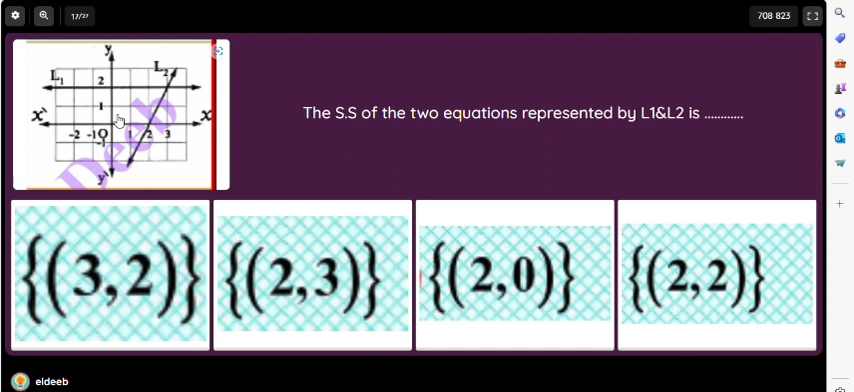 17/27
708 823
y
L₁
L₂
2
1
x'
x
-2 -1 O 1 2 3
-1
y'
Deeb
The S.S of the two equations represented by L1&L2 is ............
{(3,2)}
{(2,3)}
{(2,0)}
{(2,2)}
eldeeb